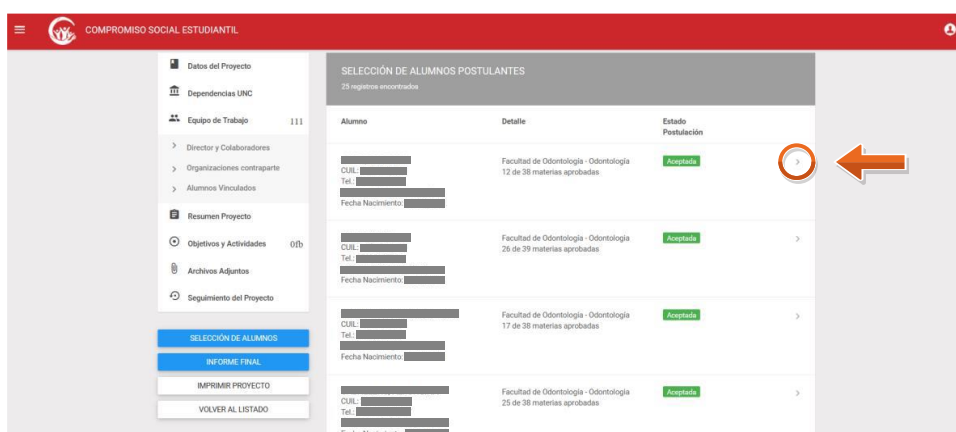 COMPROMISO SOCIAL ESTUDIANTIL
Datos del Proyecto
Dependencias UNC
Equipo de Trabajo 111
Director y Colaboradores
Organizaciones contraparte
Alumnos Vinculados
Resumen Proyecto
Objetivos y Actividades 0fb
Archivos Adjuntos
Seguimiento del Proyecto
SELECCIÓN DE ALUMNOS
INFORME FINAL
IMPRIMIR PROYECTO
VOLVER AL LISTADO
SELECCIÓN DE ALUMNOS POSTULANTES
25 registros encontrados
Alumno Detalle Estado
Postulación
Facultad de Odontología - Odontología Aceptada
CUIL: 12 de 38 materias aprobadas
Tel.:
Fecha Nacimiento:
Facultad de Odontología - Odontología Aceptada
CUIL: 26 de 39 materias aprobadas
Tel.:
Fecha Nacimiento:
Facultad de Odontología - Odontología Aceptada
CUIL: 17 de 38 materias aprobadas
Tel.:
Fecha Nacimiento:
Facultad de Odontología - Odontología Aceptada
CUIL: 25 de 38 materias aprobadas
Tel.: